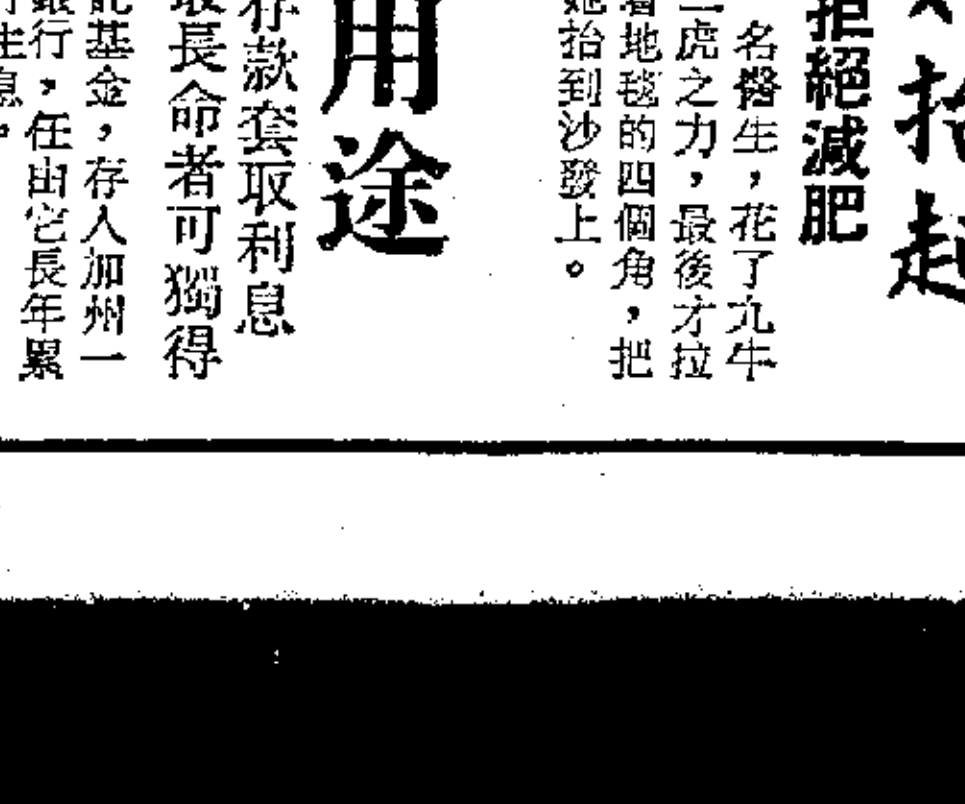 抬起
拒絕減肥
名醫生，花了九牛
二虎之力，最後才拉
著地毯的四個角，把
她抬到沙發上。
用途
存款套取利息
最長命者可獨得
託基金，存入加州一
銀行，任由它長年累
生息。